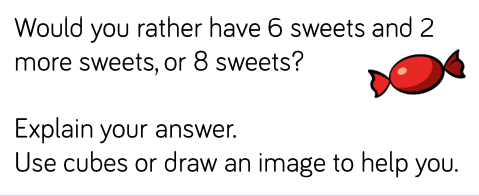 Would you rather have 6 sweets and 2
more sweets, or 8 sweets?
Explain your answer.
Use cubes or draw an image to help you.